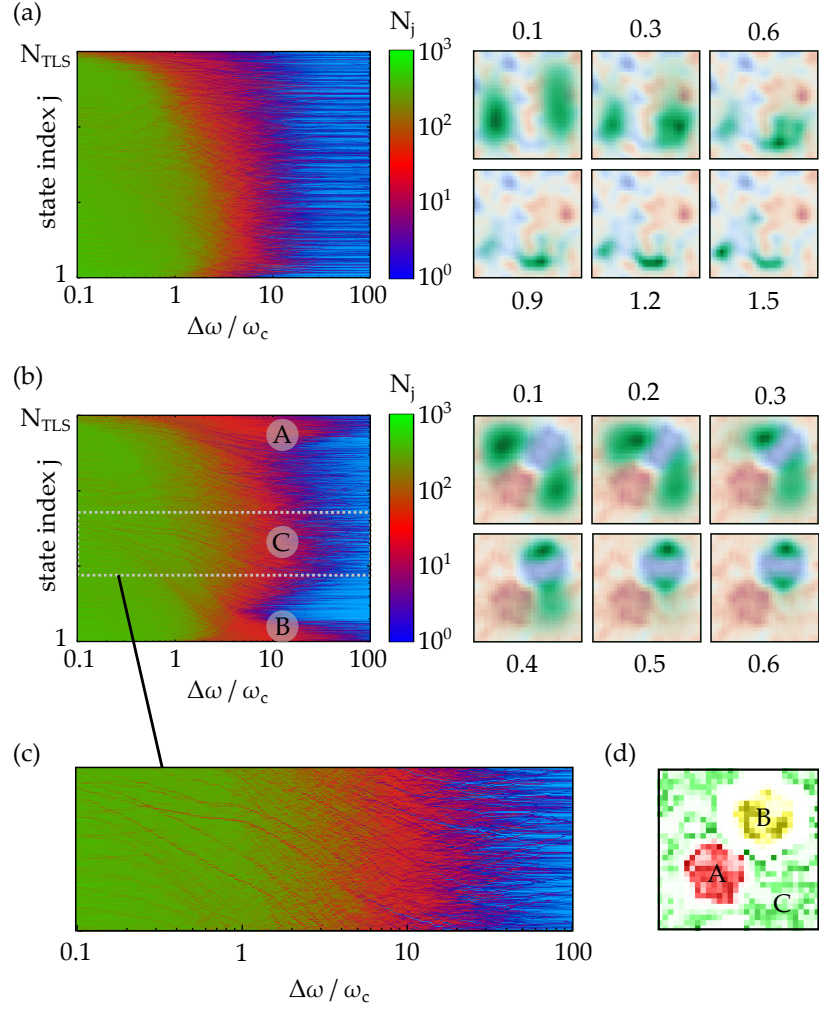 (a)
N_j
N_TLS
state index j
1
0.1
1
10
100
Δω / ω_c
10^3
10^2
10^1
10^0
0.1
0.3
0.6
0.9
1.2
1.5
(b)
N_j
N_TLS
state index j
1
A
C
B
0.1
1
10
100
Δω / ω_c
10^3
10^2
10^1
10^0
0.1
0.2
0.3
0.4
0.5
0.6
(c)
0.1
1
10
100
Δω / ω_c
(d)
B
A
C